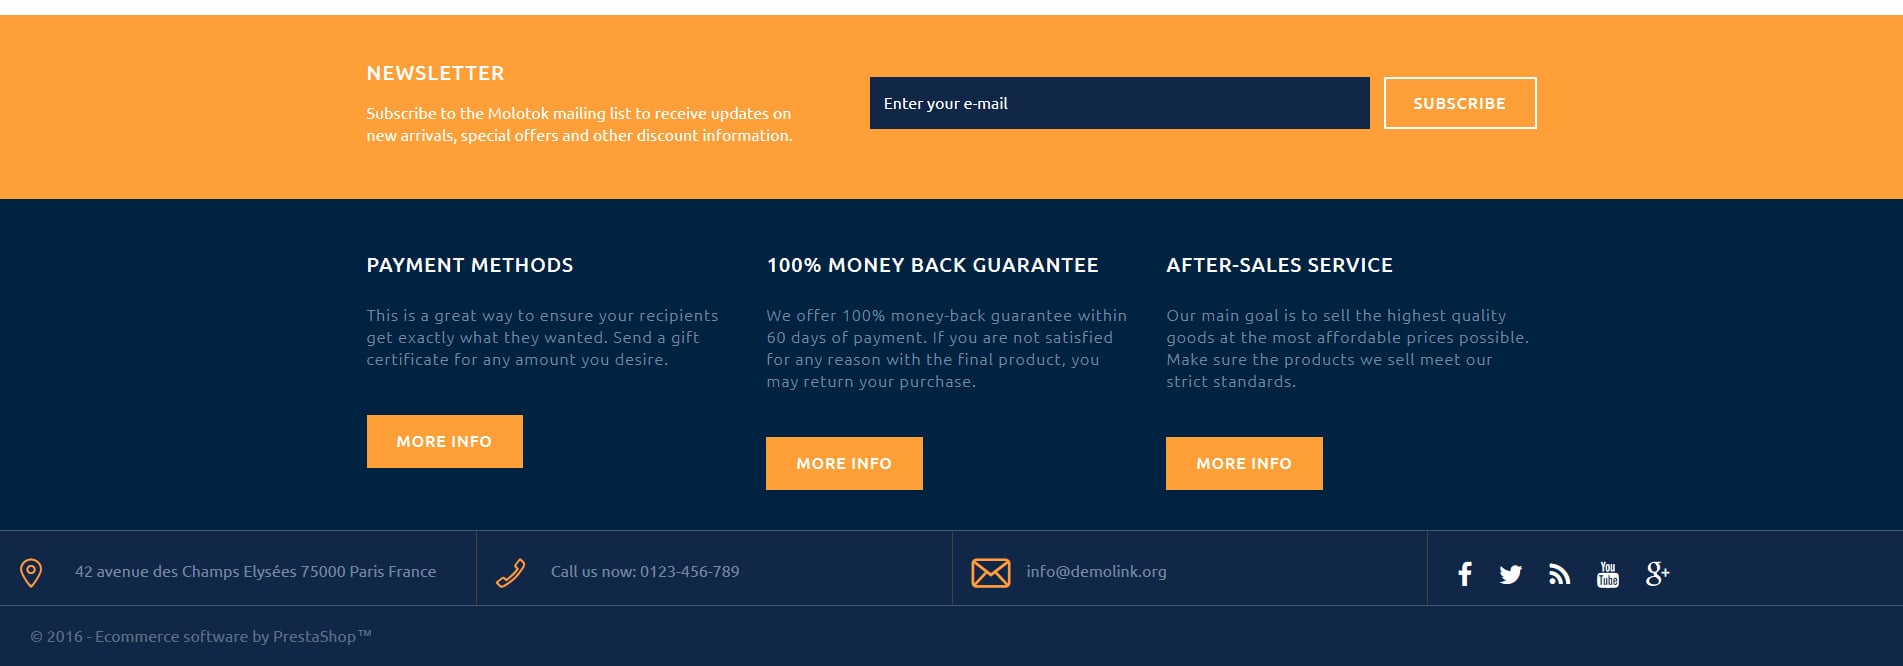 NEWSLETTER
Subscribe to the Molotok mailing list to receive updates on
new arrivals, special offers and other discount information.
Enter your e-mail
SUBSCRIBE
PAYMENT METHODS
This is a great way to ensure your recipients
get exactly what they wanted. Send a gift
certificate for any amount you desire.
MORE INFO
100% MONEY BACK GUARANTEE
We offer 100% money-back guarantee within
60 days of payment. If you are not satisfied
for any reason with the final product, you
may return your purchase.
MORE INFO
AFTER-SALES SERVICE
Our main goal is to sell the highest quality
goods at the most affordable prices possible.
Make sure the products we sell meet our
strict standards.
MORE INFO
42 avenue des Champs Elysées 75000 Paris France
Call us now: 0123-456-789
info@demolink.org
You
Tube
g+
© 2016 - Ecommerce software by PrestaShop™